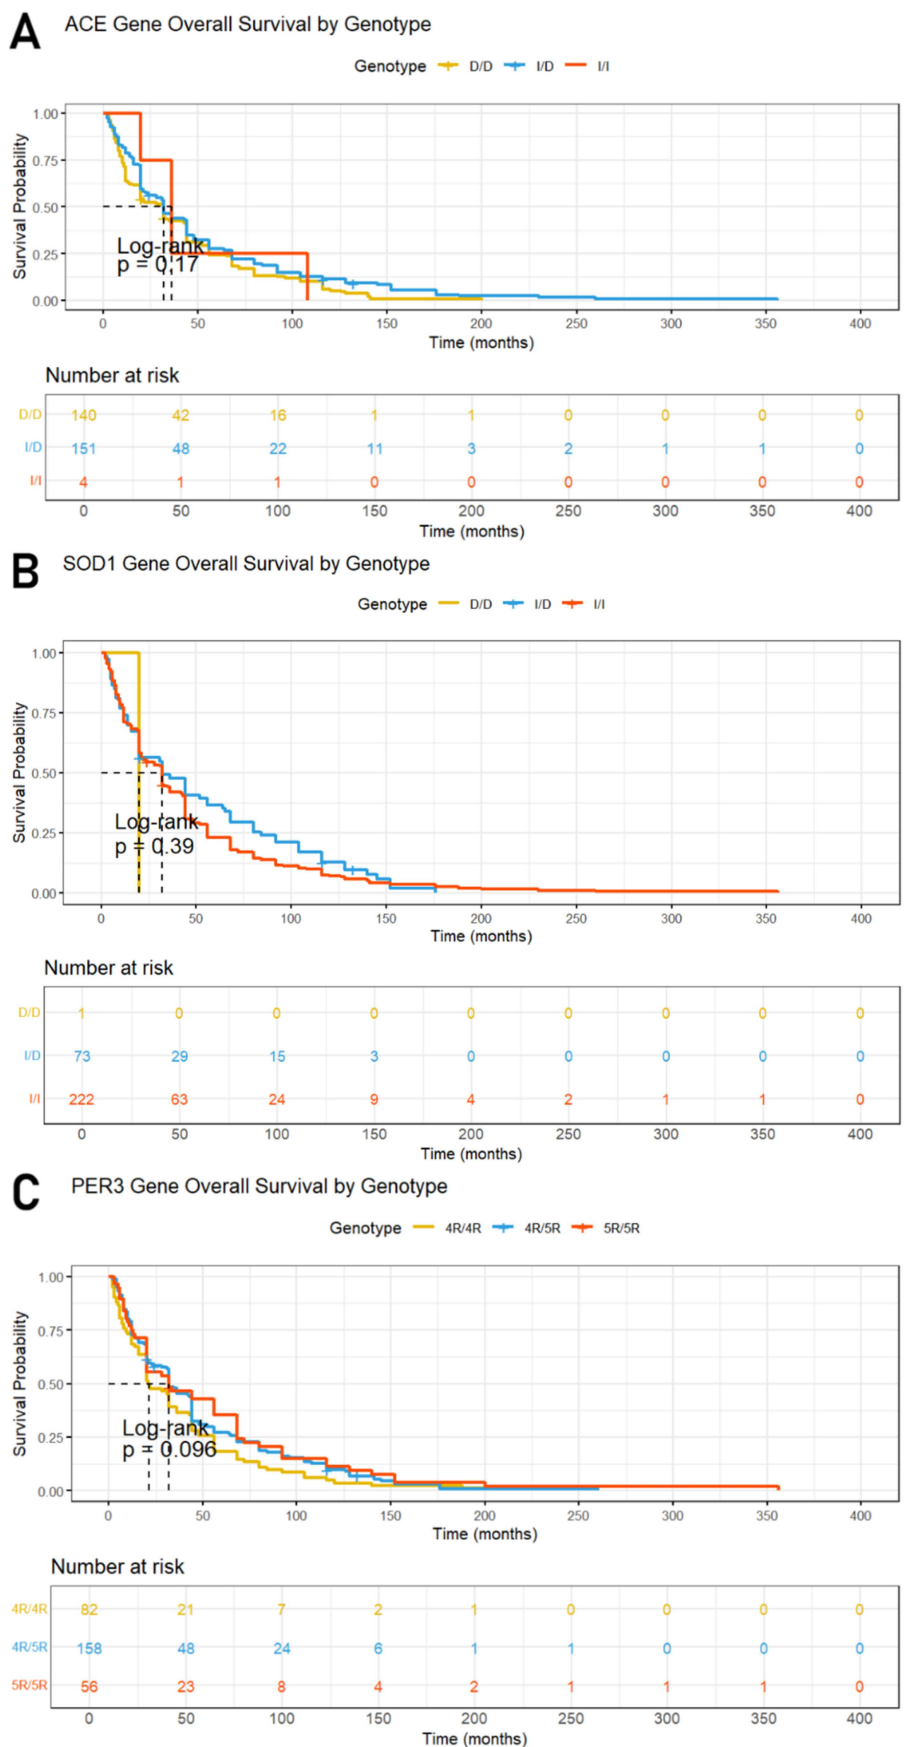 A ACE Gene Overall Survival by Genotype
Genotype D/D I/D I/I
Survival Probability
1.00
0.75
0.50
0.25
0.00
Log-rank
p = 0.17
0 50 100 150 200 250 300 350 400
Time (months)
Number at risk
D/D 140 42 16 1 1 0 0 0 0
I/D 151 48 22 11 3 2 1 1 0
I/I 4 1 1 0 0 0 0 0 0
0 50 100 150 200 250 300 350 400
Time (months)
B SOD1 Gene Overall Survival by Genotype
Genotype D/D I/D I/I
Survival Probability
1.00
0.75
0.50
0.25
0.00
Log-rank
p = 0.39
0 50 100 150 200 250 300 350 400
Time (months)
Number at risk
D/D 1 0 0 0 0 0 0 0 0
I/D 73 29 15 3 0 0 0 0 0
I/I 222 63 24 9 4 2 1 1 0
0 50 100 150 200 250 300 350 400
Time (months)
C PER3 Gene Overall Survival by Genotype
Genotype 4R/4R 4R/5R 5R/5R
Survival Probability
1.00
0.75
0.50
0.25
0.00
Log-rank
p = 0.096
0 50 100 150 200 250 300 350 400
Time (months)
Number at risk
4R/4R 82 21 7 2 1 0 0 0 0
4R/5R 158 48 24 6 1 1 0 0 0
5R/5R 56 23 8 4 2 1 1 1 0
0 50 100 150 200 250 300 350 400
Time (months)